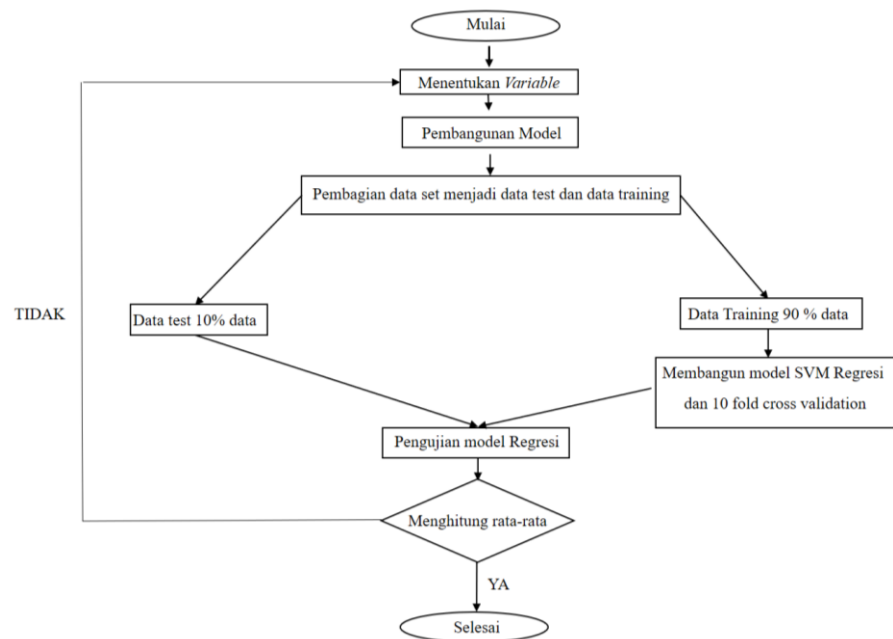 Mulai
Menentukan Variable
Pembangunan Model
Pembagian data set menjadi data test dan data training
TIDAK
Data test 10% data
Data Training 90 % data
Membangun model SVM Regresi
dan 10 fold cross validation
Pengujian model Regresi
Menghitung rata-rata
YA
Selesai